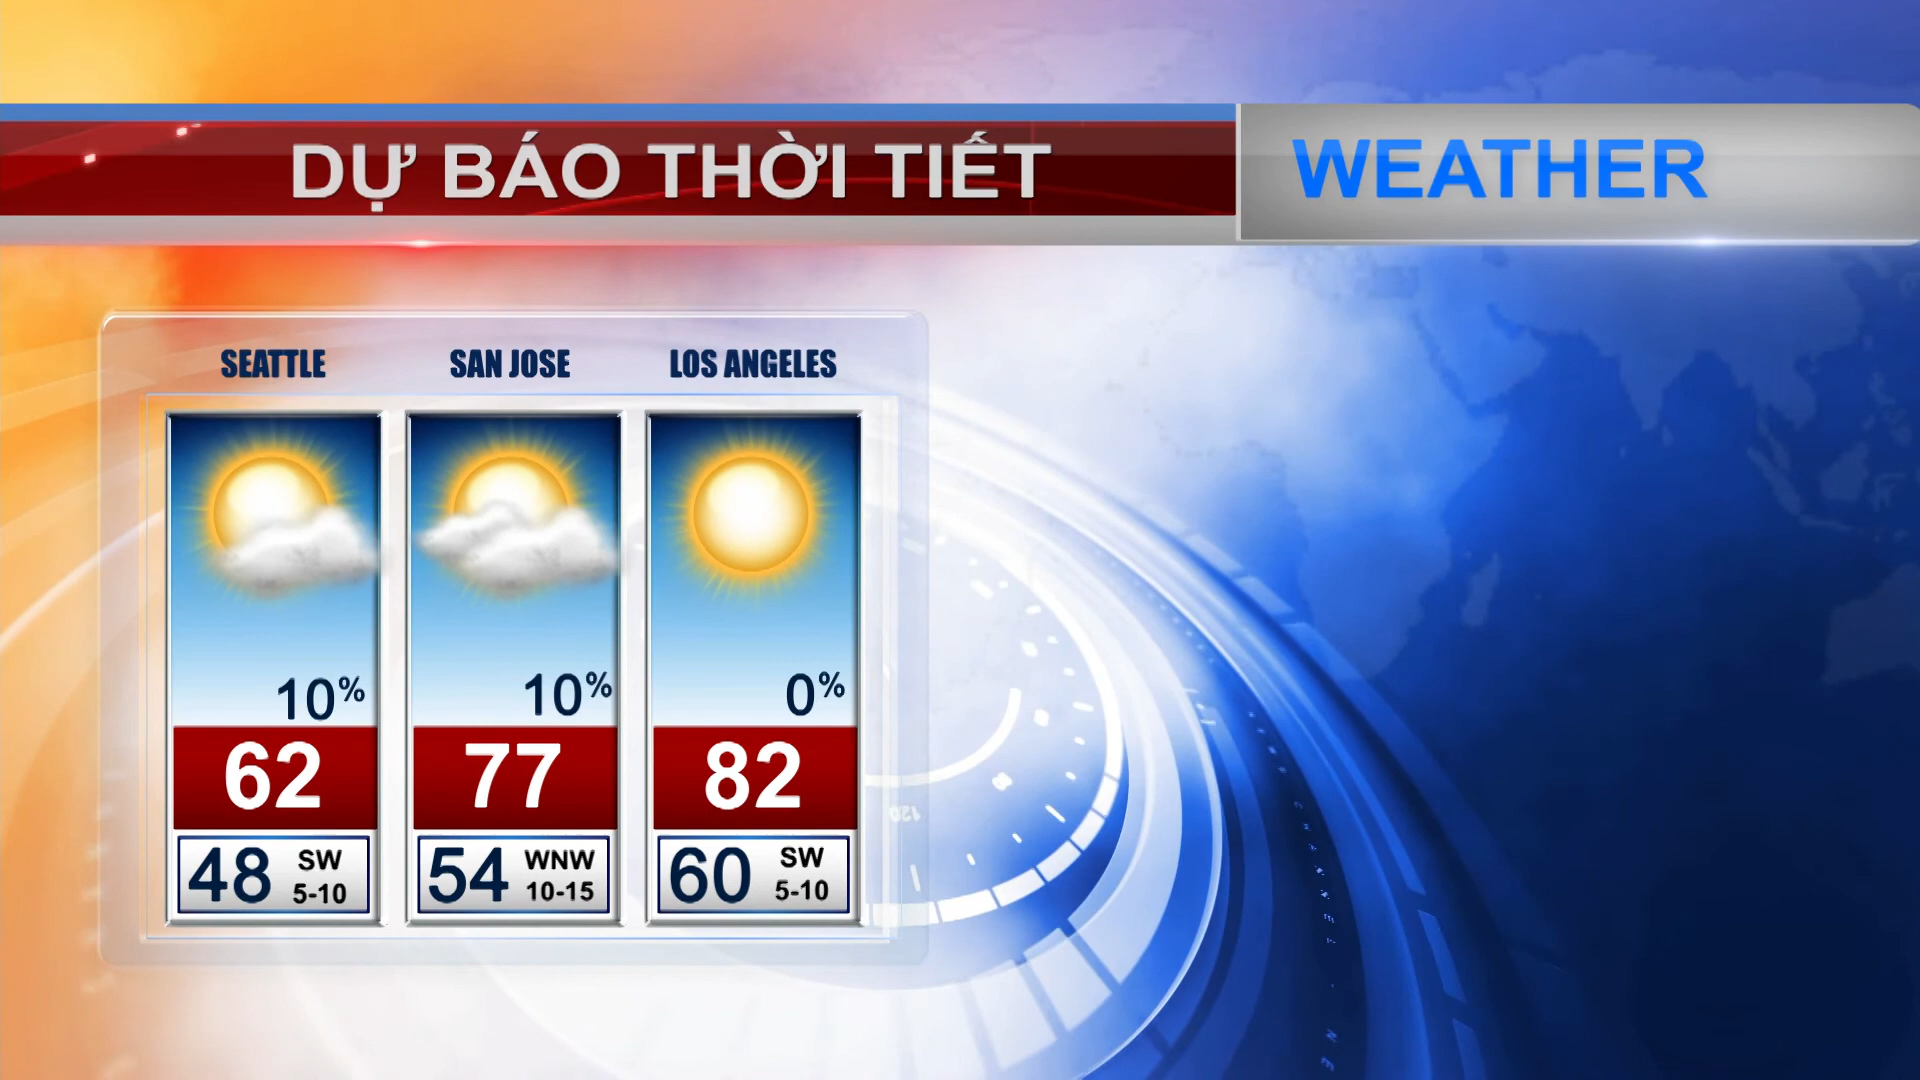 DỰ BÁO THỜI TIẾT
WEATHER
SEATTLE
SAN JOSE
LOS ANGELES
10%
10%
0%
62
77
82
48
SW
5-10
54
WNW
10-15
60
SW
5-10